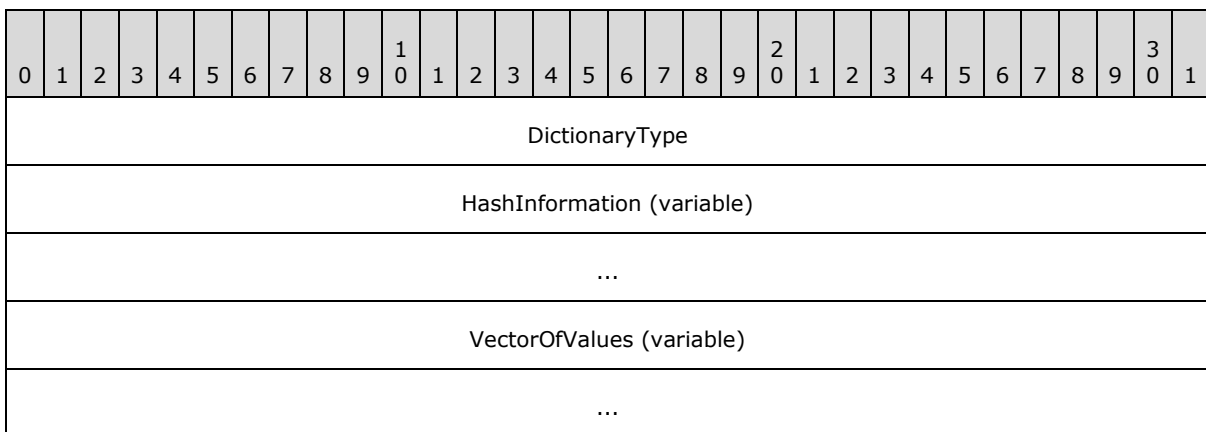 1 2 3
0 1 2 3 4 5 6 7 8 9 0 1 2 3 4 5 6 7 8 9 0 1 2 3 4 5 6 7 8 9 0 1
DictionaryType
HashInformation (variable)
...
VectorOfValues (variable)
...